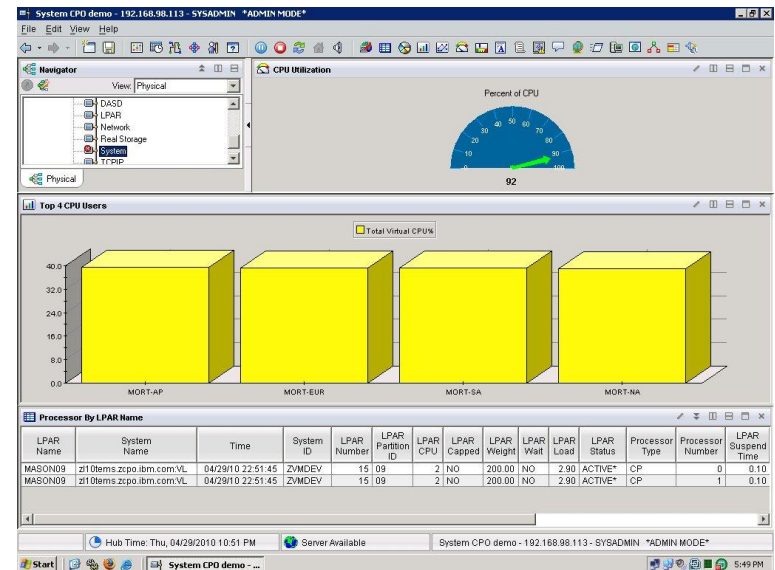 System CPO demo - 192.168.98.113 - SYSADMIN *ADMIN MODE*
File Edit View Help
Navigator
View: Physical
DASD
LPAR
Network
Real Storage
System
TCPIP
Physical
CPU Utilization
Percent of CPU
0 10 20 30 40 50 60 70 80 90 100
92
Top 4 CPU Users
Total Virtual CPU%
40.0
32.0
24.0
16.0
8.0
0.0
MORT-AP MORT-EUR MORT-SA MORT-NA
Processor By LPAR Name
LPAR Name System Name Time System ID LPAR Number LPAR Partition ID LPAR CPU LPAR Capped LPAR Weight LPAR Wait LPAR Load LPAR Status Processor Type Processor Number LPAR Suspend Time
MASON09 zl10tems.zcpo.ibm.com:VL 04/29/10 22:51:45 ZVMDEV 15 09 2 NO 200.00 NO 2.90 ACTIVE* CP 0 0.10
MASON09 zl10tems.zcpo.ibm.com:VL 04/29/10 22:51:45 ZVMDEV 15 09 2 NO 200.00 NO 2.90 ACTIVE* CP 1 0.10
Hub Time: Thu, 04/29/2010 10:51 PM Server Available System CPO demo - 192.168.98.113 - SYSADMIN *ADMIN MODE*
Start System CPO demo - ... 5:49 PM